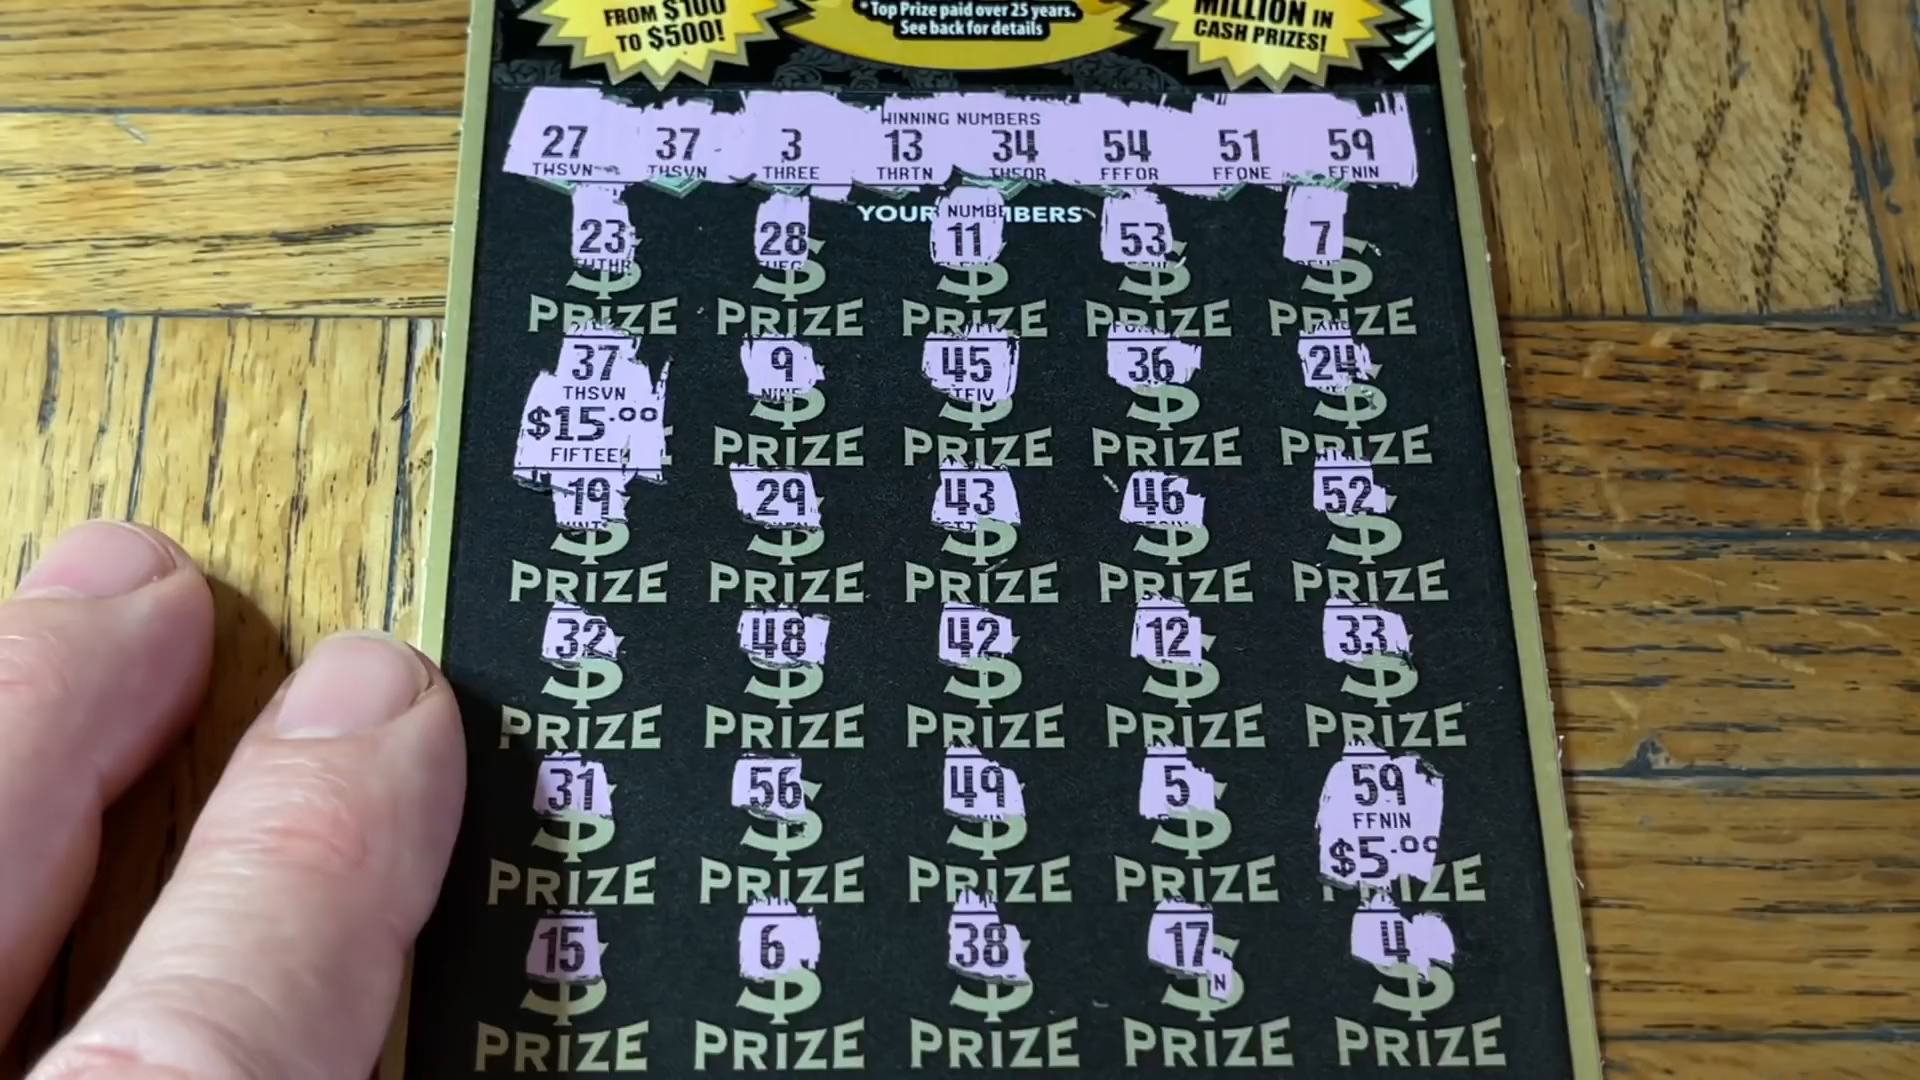 FROM $100
TO $500!
*Top Prize paid over 25 years.
See back for details
MILLION IN
CASH PRIZES!
WINNING NUMBERS
27 37 3 13 34 54 51 59
THSVN THREE THRTN THFOR FFFOR FFONE FFNIN
YOUR NUMBERS
23 28 11 53 7
$ $ $ $ $
PRIZE PRIZE PRIZE PRIZE PRIZE
37 9 45 36 24
THSVN NINE
$15.00 $ $ $ $
FIFTEEN PRIZE PRIZE PRIZE PRIZE
19 29 43 46 52
$ $ $ $ $
PRIZE PRIZE PRIZE PRIZE PRIZE
32 48 42 12 33
$ $ $ $ $
PRIZE PRIZE PRIZE PRIZE PRIZE
31 56 49 5 59
FFNIN
$ $ $ $ $5.00
PRIZE PRIZE PRIZE PRIZE PRIZE
15 6 38 17 4
N
$ $ $ $ $
PRIZE PRIZE PRIZE PRIZE PRIZE